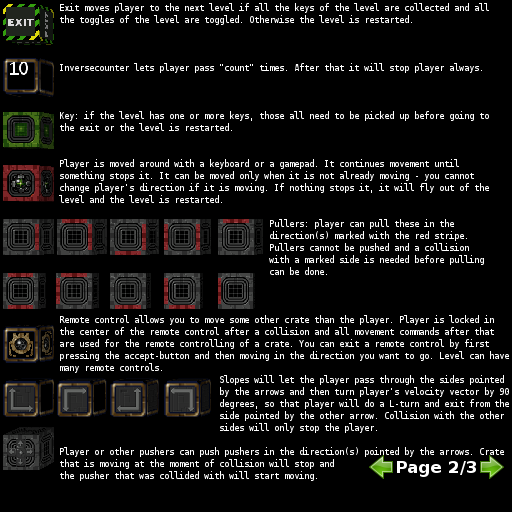 EXIT
EXIT
Exit moves player to the next level if all the keys of the level are collected and all
the toggles of the level are toggled. Otherwise the level is restarted.
10
Inversecounter lets player pass "count" times. After that it will stop player always.
Key: if the level has one or more keys, those all need to be picked up before going to
the exit or the level is restarted.
Player is moved around with a keyboard or a gamepad. It continues movement until
something stops it. It can be moved only when it is not already moving - you cannot
change player's direction if it is moving. If nothing stops it, it will fly out of the
level and the level is restarted.
Pullers: player can pull these in the
direction(s) marked with the red stripe.
Pullers cannot be pushed and a collision
with a marked side is needed before pulling
can be done.
Remote control allows you to move some other crate than the player. Player is locked in
the center of the remote control after a collision and all movement commands after that
are used for the remote controlling of a crate. You can exit a remote control by first
pressing the accept-button and then moving in the direction you want to go. Level can have
many remote controls.
Slopes will let the player pass through the sides pointed
by the arrows and then turn player's velocity vector by 90
degrees, so that player will do a L-turn and exit from the
side pointed by the other arrow. Collision with the other
sides will only stop the player.
Player or other pushers can push pushers in the direction(s) pointed by the arrows. Crate
that is moving at the moment of collision will stop and
the pusher that was collided with will start moving.
Page 2/3